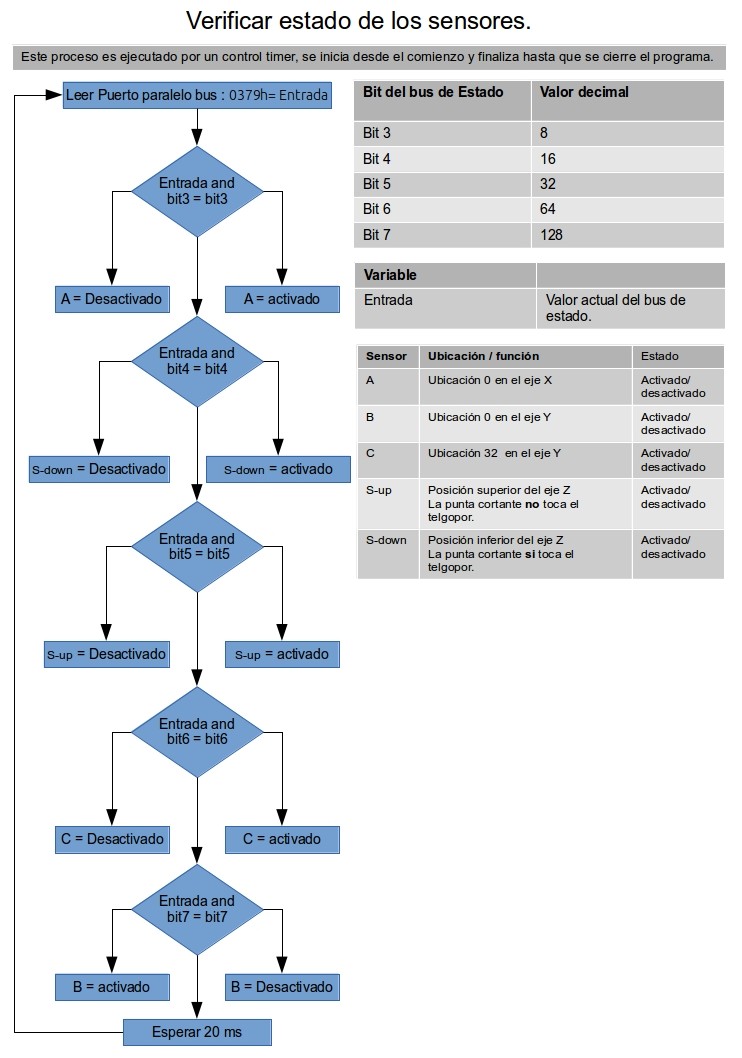 Verificar estado de los sensores.
Este proceso es ejecutado por un control timer, se inicia desde el comienzo y finaliza hasta que se cierre el programa.
Leer Puerto paralelo bus : 0379h= Entrada
Entrada and
bit3 = bit3
A = Desactivado
A = activado
Entrada and
bit4 = bit4
S-down = Desactivado
S-down = activado
Entrada and
bit5 = bit5
S-up = Desactivado
S-up = activado
Entrada and
bit6 = bit6
C = Desactivado
C = activado
Entrada and
bit7 = bit7
B = activado
B = Desactivado
Esperar 20 ms
Bit del bus de Estado Valor decimal
Bit 3 8
Bit 4 16
Bit 5 32
Bit 6 64
Bit 7 128
Variable
Entrada Valor actual del bus de
estado.
Sensor Ubicación / función Estado
A Ubicación 0 en el eje X Activado/
desactivado
B Ubicación 0 en el eje Y Activado/
desactivado
C Ubicación 32 en el eje Y Activado/
desactivado
S-up Posición superior del eje Z Activado/
La punta cortante no toca el desactivado
telgopor.
S-down Posición inferior del eje Z Activado/
La punta cortante si toca el desactivado
telgopor.